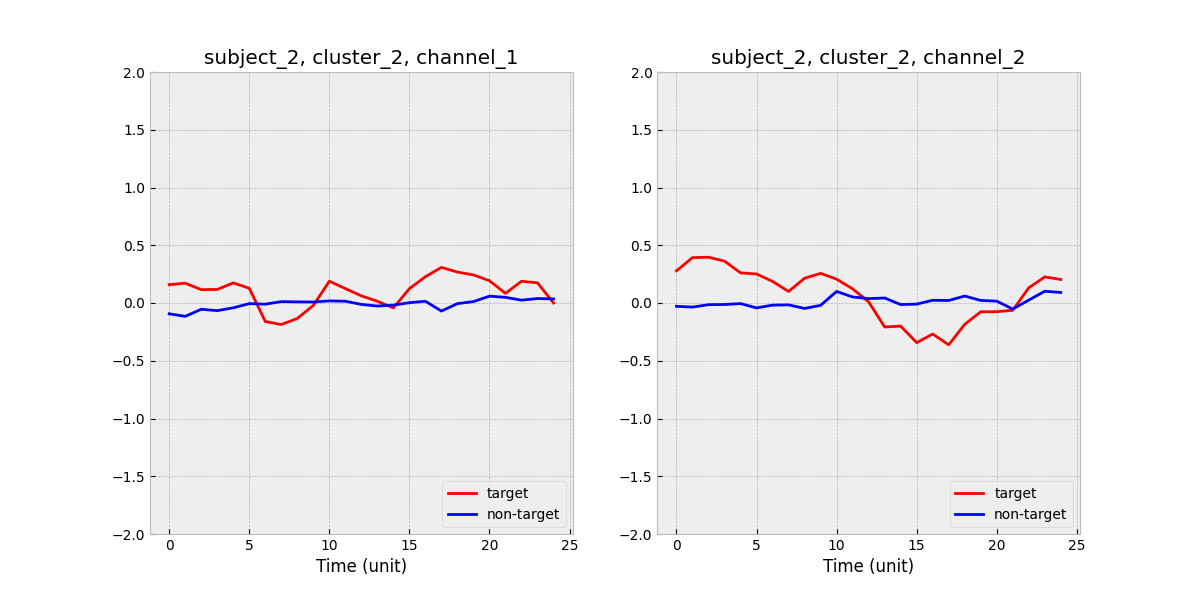 subject_2, cluster_2, channel_1
2.0
1.5
1.0
0.5
0.0
−0.5
−1.0
−1.5
−2.0
0 5 10 15 20 25
Time (unit)
target
non-target
subject_2, cluster_2, channel_2
2.0
1.5
1.0
0.5
0.0
−0.5
−1.0
−1.5
−2.0
0 5 10 15 20 25
Time (unit)
target
non-target